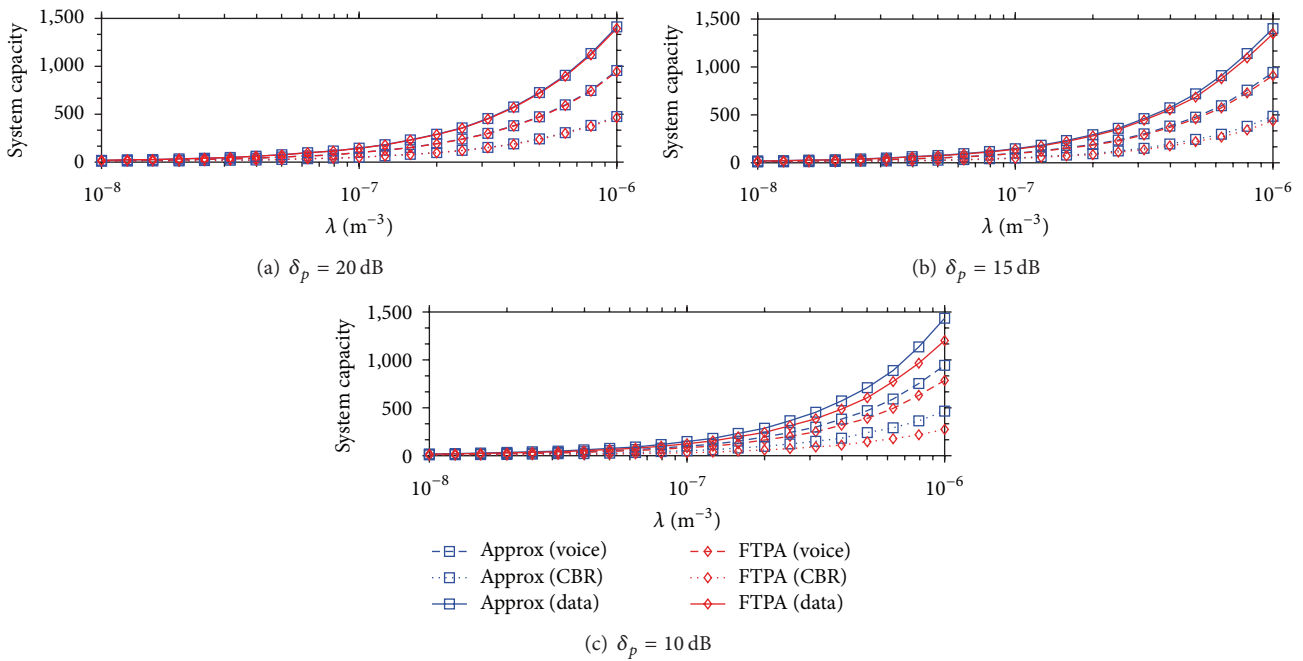 System capacity
1,500
1,000
500
0
10⁻⁸
10⁻⁷
10⁻⁶
λ (m⁻³)
(a) δₚ = 20 dB
System capacity
1,500
1,000
500
0
10⁻⁸
10⁻⁷
10⁻⁶
λ (m⁻³)
(b) δₚ = 15 dB
System capacity
1,500
1,000
500
0
10⁻⁸
10⁻⁷
10⁻⁶
λ (m⁻³)
Approx (voice)
Approx (CBR)
Approx (data)
FTPA (voice)
FTPA (CBR)
FTPA (data)
(c) δₚ = 10 dB